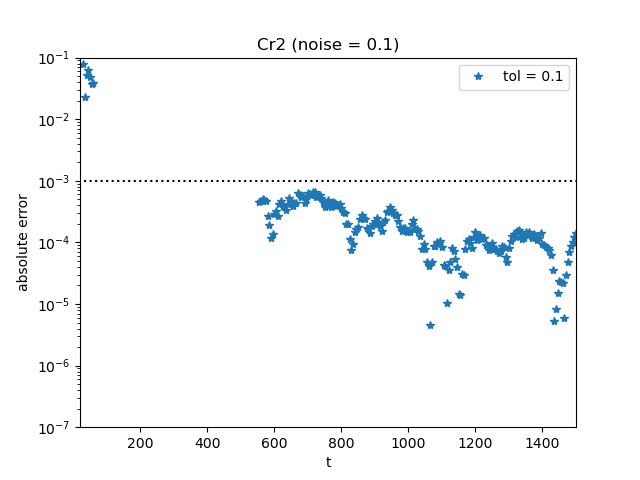 Cr2 (noise = 0.1)
tol = 0.1
absolute error
10⁻¹
10⁻²
10⁻³
10⁻⁴
10⁻⁵
10⁻⁶
10⁻⁷
200 400 600 800 1000 1200 1400
t